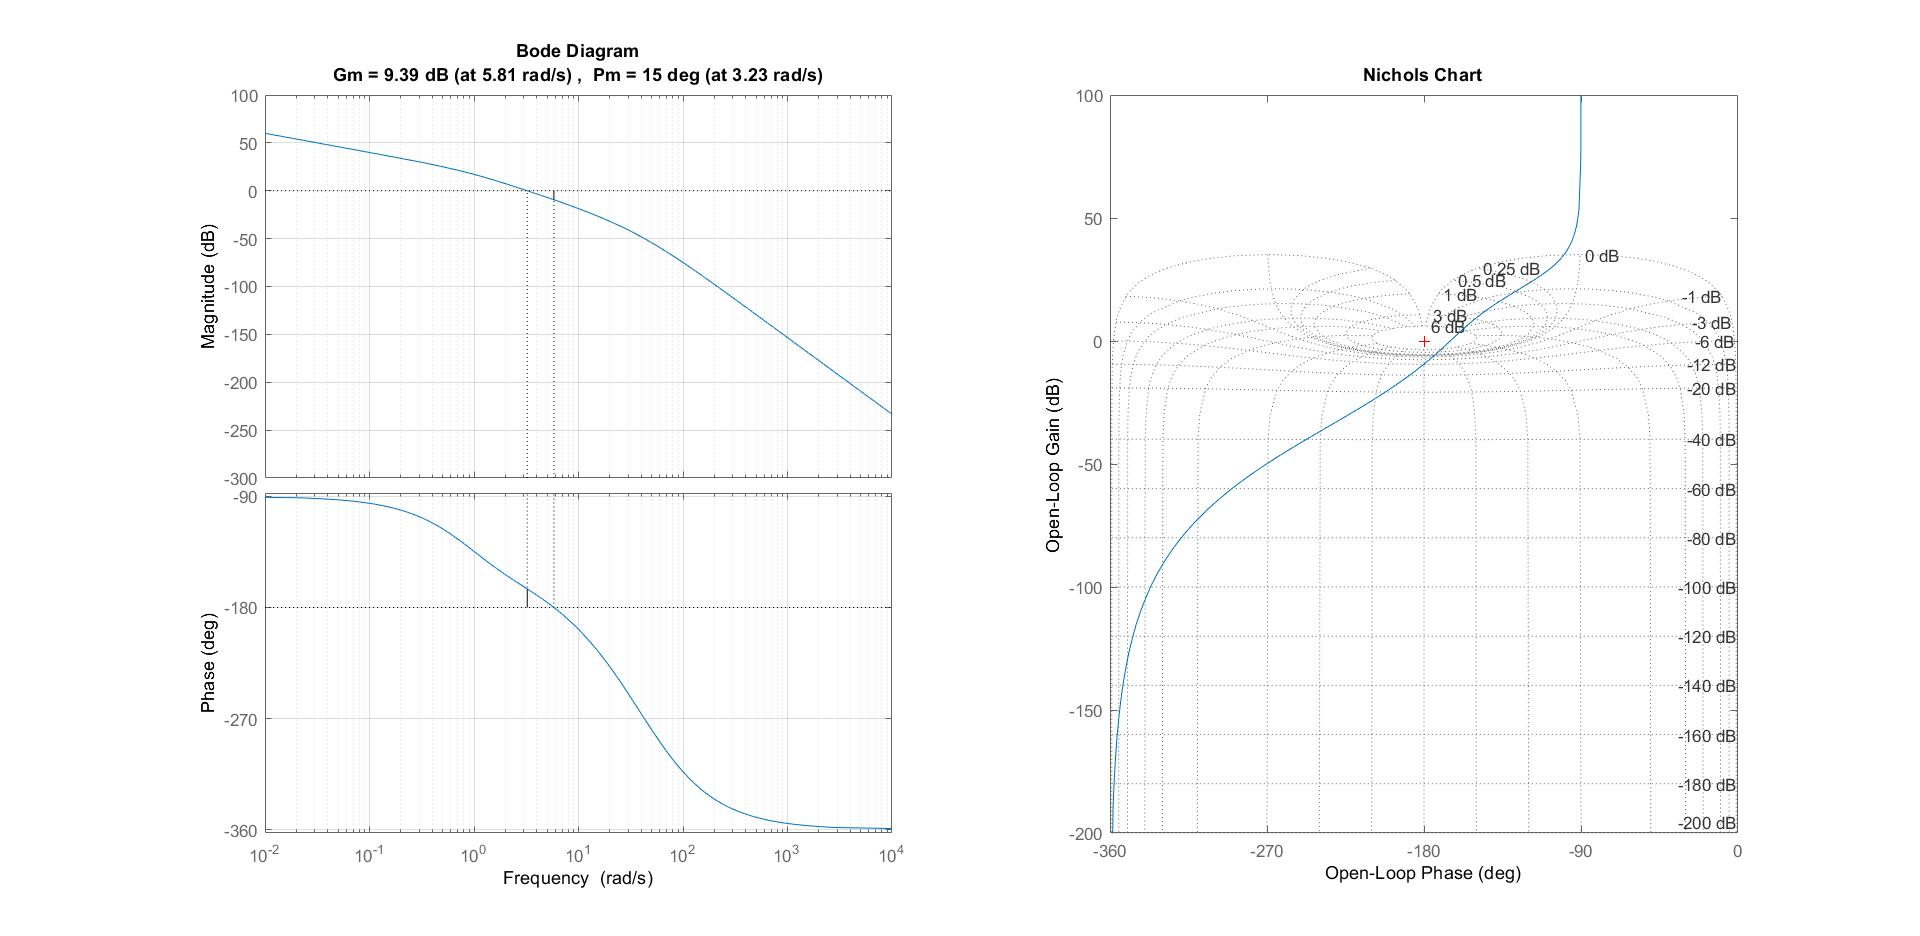 Bode Diagram
Gm = 9.39 dB (at 5.81 rad/s) ,  Pm = 15 deg (at 3.23 rad/s)
100
50
0
-50
-100
-150
-200
-250
-300
Magnitude (dB)
-90
-180
-270
-360
Phase (deg)
10^-2 10^-1 10^0 10^1 10^2 10^3 10^4
Frequency  (rad/s)
Nichols Chart
100
50
0
-50
-100
-150
-200
Open-Loop Gain (dB)
0 dB
0.25 dB
0.5 dB
1 dB
3 dB
6 dB
-1 dB
-3 dB
-6 dB
-12 dB
-20 dB
-40 dB
-60 dB
-80 dB
-100 dB
-120 dB
-140 dB
-160 dB
-180 dB
-200 dB
-360 -270 -180 -90 0
Open-Loop Phase (deg)